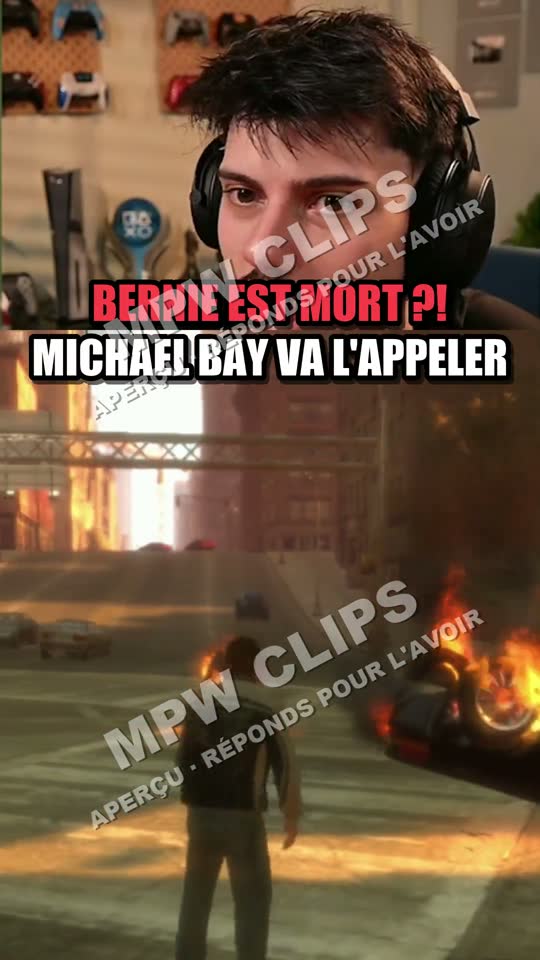 BERNIE EST MORT ?!
MICHAEL BAY VA L'APPELER
MPW CLIPS
APERÇU · RÉPONDS POUR L'AVOIR
MPW CLIPS
APERÇU · RÉPONDS POUR L'AVOIR